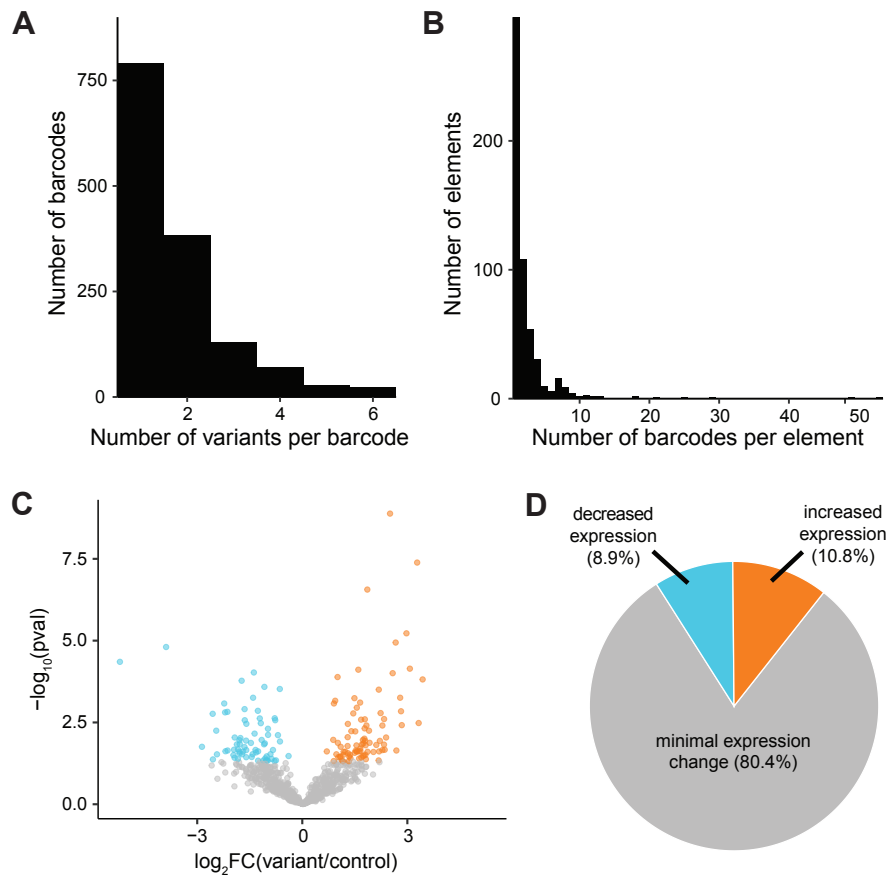 A
Number of barcodes
750
500
250
0
2
4
6
Number of variants per barcode
B
Number of elements
200
100
0
10
20
30
40
50
Number of barcodes per element
C
−log₁₀(pval)
7.5
5.0
2.5
0.0
−3
0
3
log₂FC(variant/control)
D
decreased
expression
(8.9%)
increased
expression
(10.8%)
minimal expression
change (80.4%)